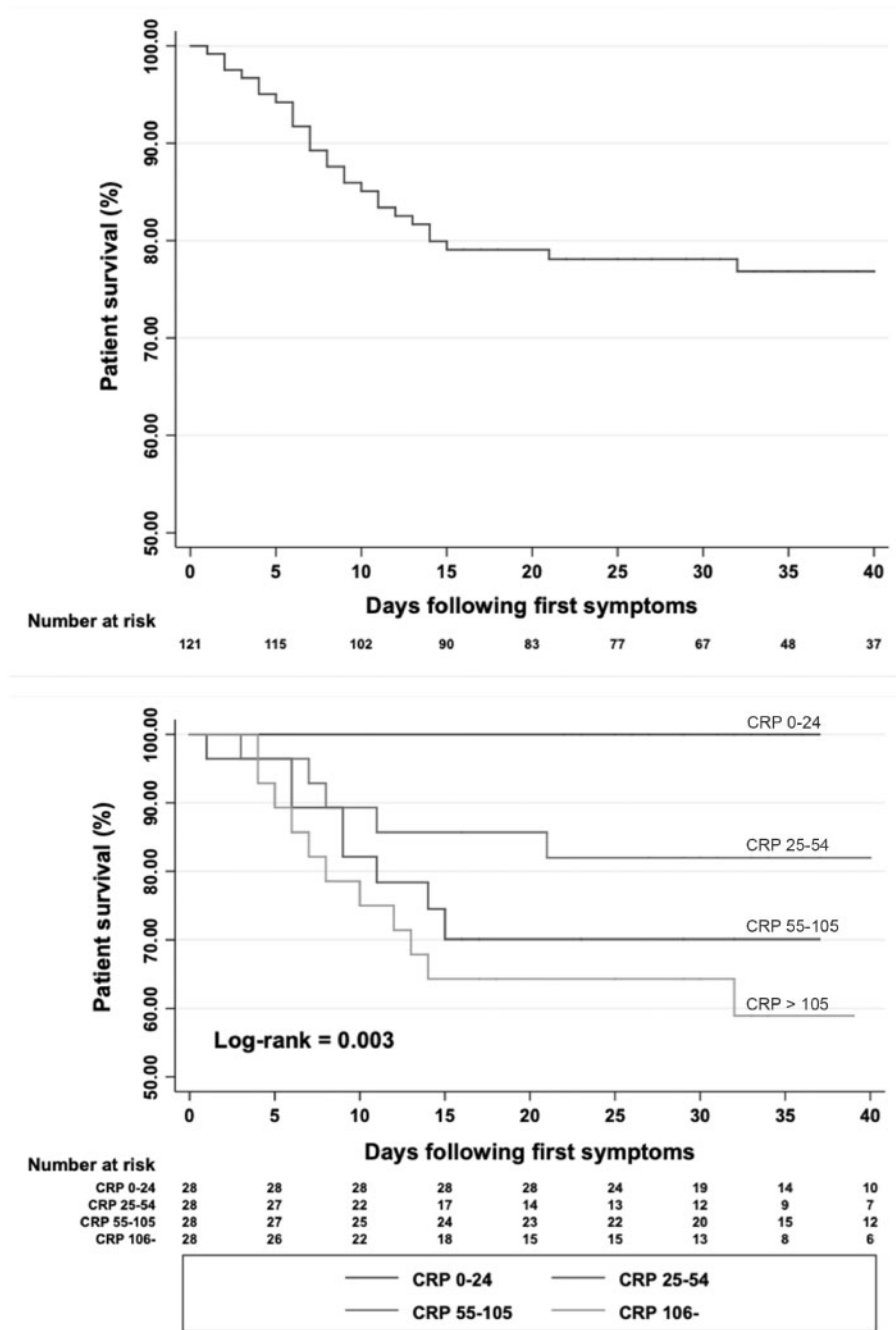 100.00
90.00
80.00
70.00
60.00
50.00
Patient survival (%)
0 5 10 15 20 25 30 35 40
Days following first symptoms
Number at risk
121 115 102 90 83 77 67 48 37
100.00
90.00
80.00
70.00
60.00
50.00
Patient survival (%)
CRP 0-24
CRP 25-54
CRP 55-105
CRP > 105
Log-rank = 0.003
0 5 10 15 20 25 30 35 40
Days following first symptoms
Number at risk
CRP 0-24 28 28 28 28 28 24 19 14 10
CRP 25-54 28 27 22 17 14 13 12 9 7
CRP 55-105 28 27 25 24 23 22 20 15 12
CRP 106- 28 26 22 18 15 15 13 8 6
CRP 0-24 CRP 25-54
CRP 55-105 CRP 106-